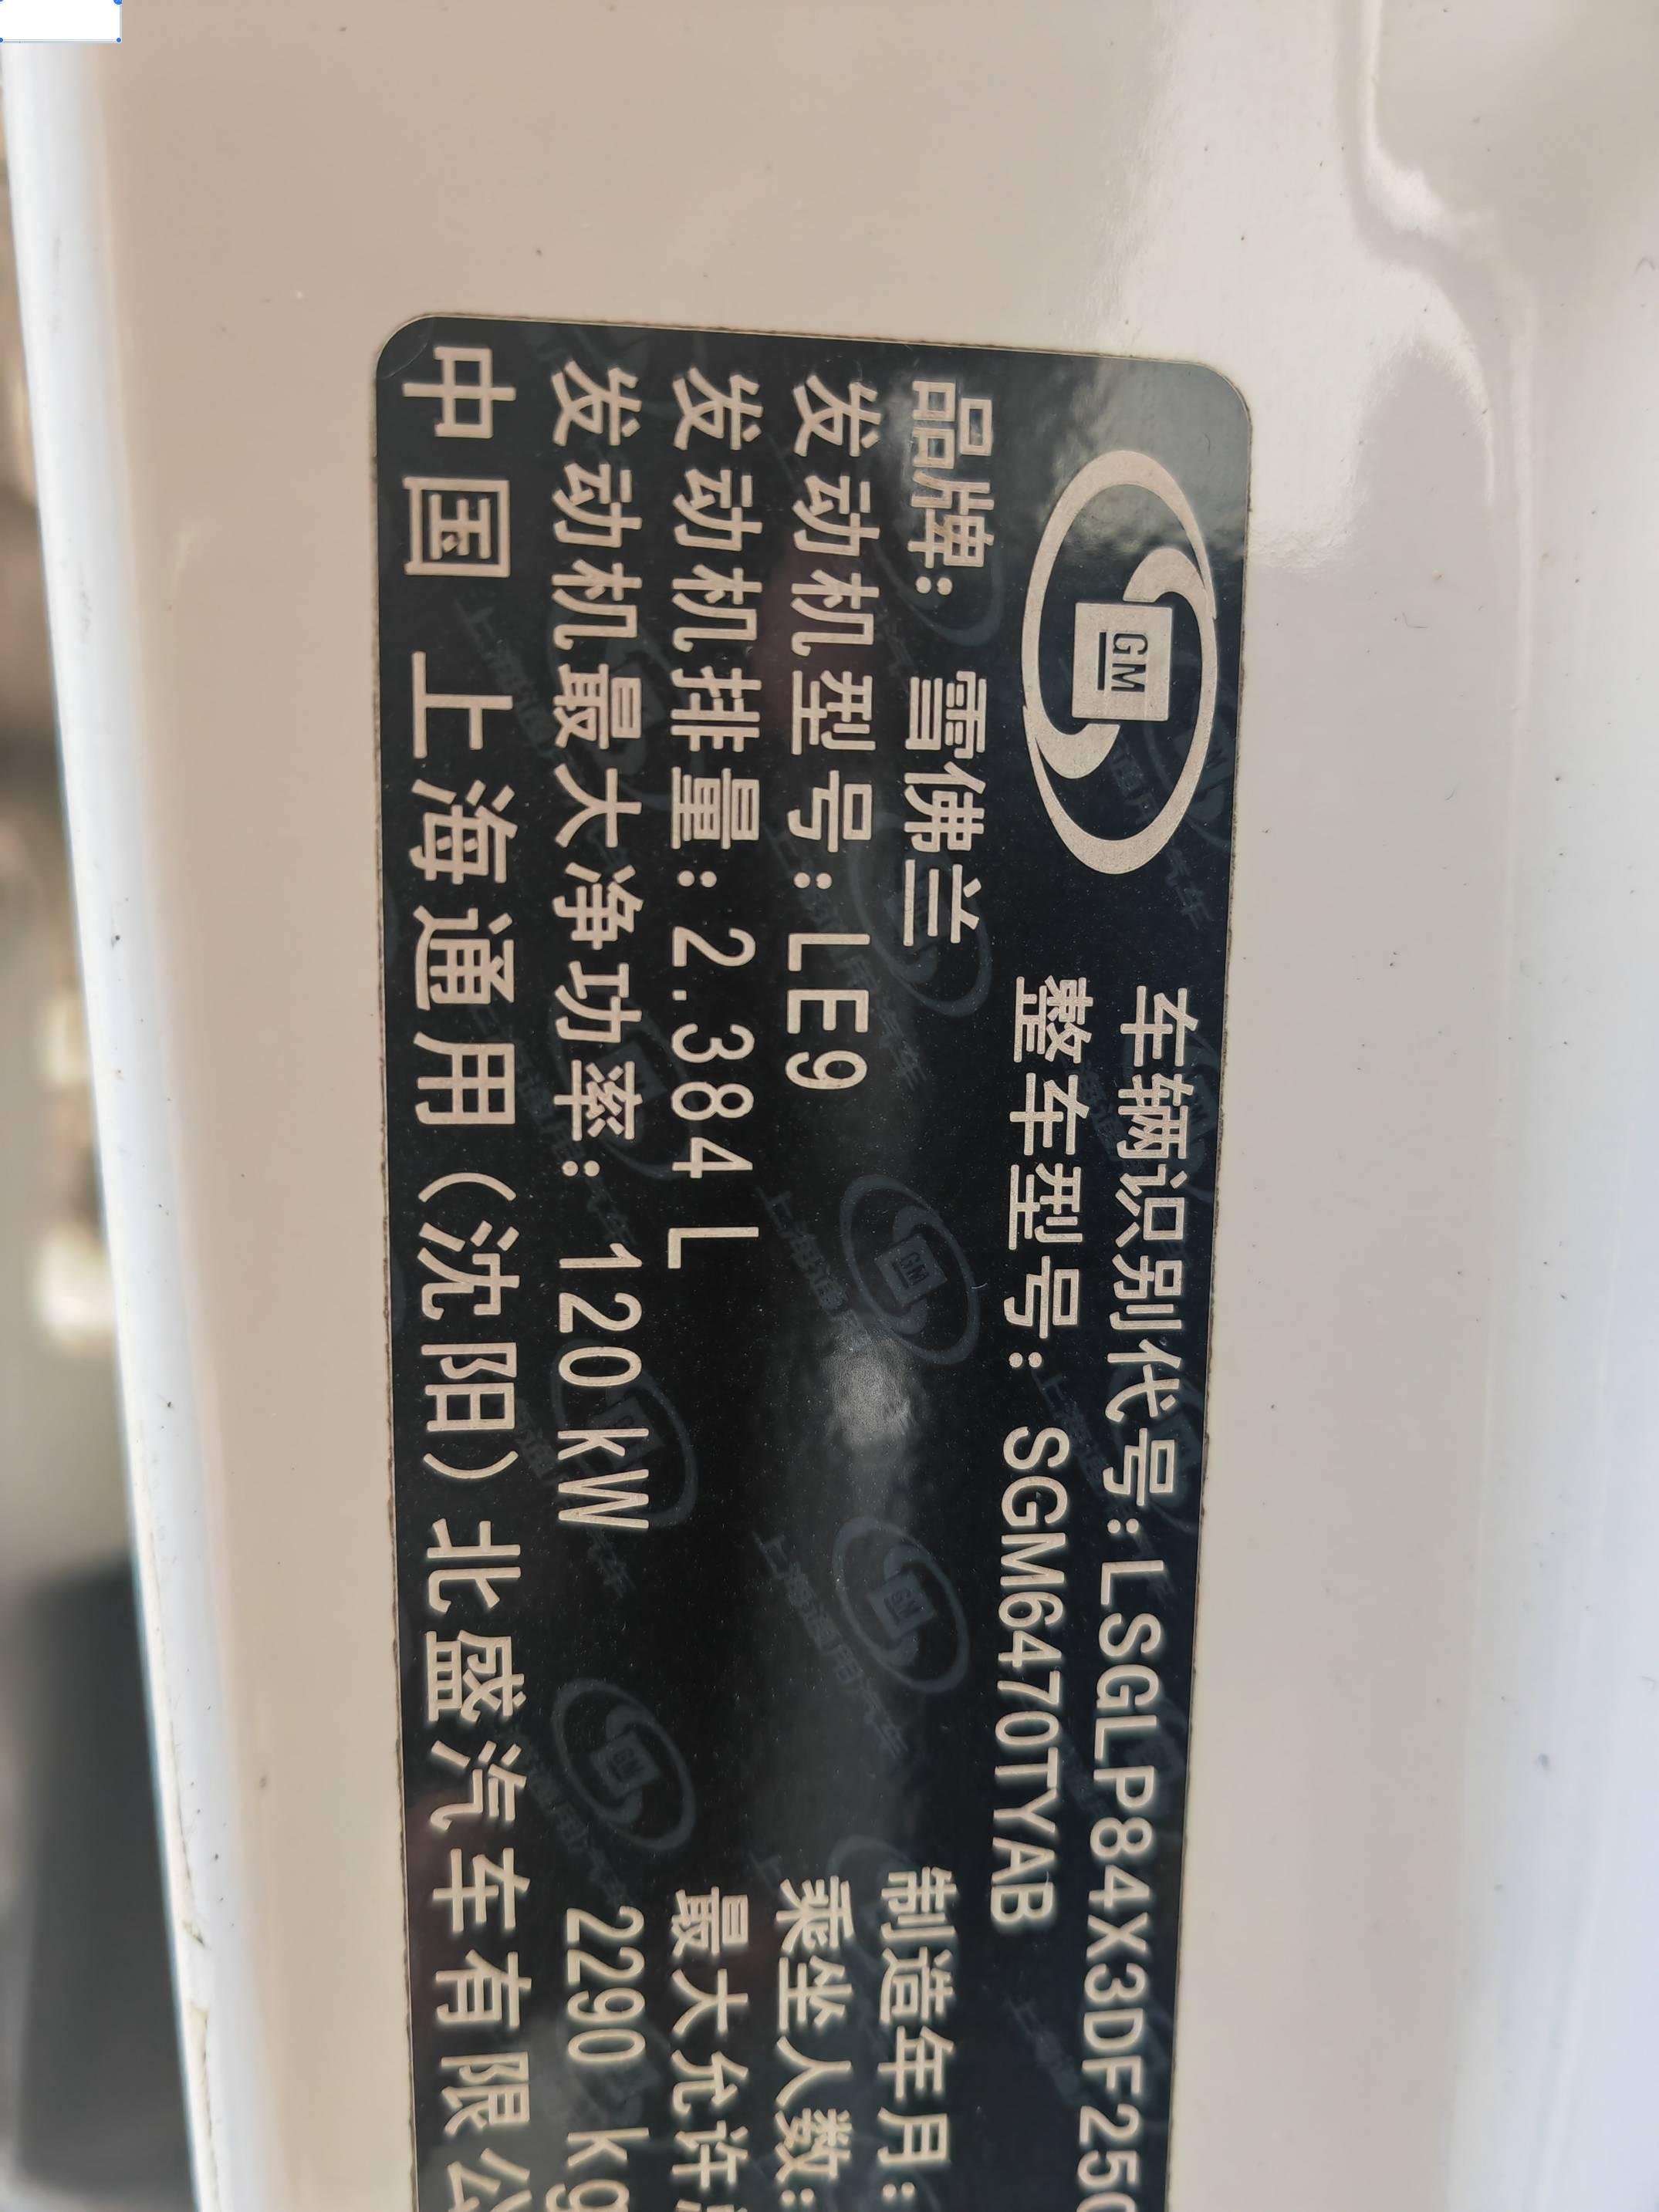 GM
车辆识别代号:LSGLP84X3DF250
整车型号: SGM6470TYAB
品牌: 雪佛兰 制造年月:
发动机型号:LE9 乘坐人数:
发动机排量:2.384 L 最大允许
发动机最大净功率: 120kW 2290 kg
中国 上海通用(沈阳)北盛汽车有限公